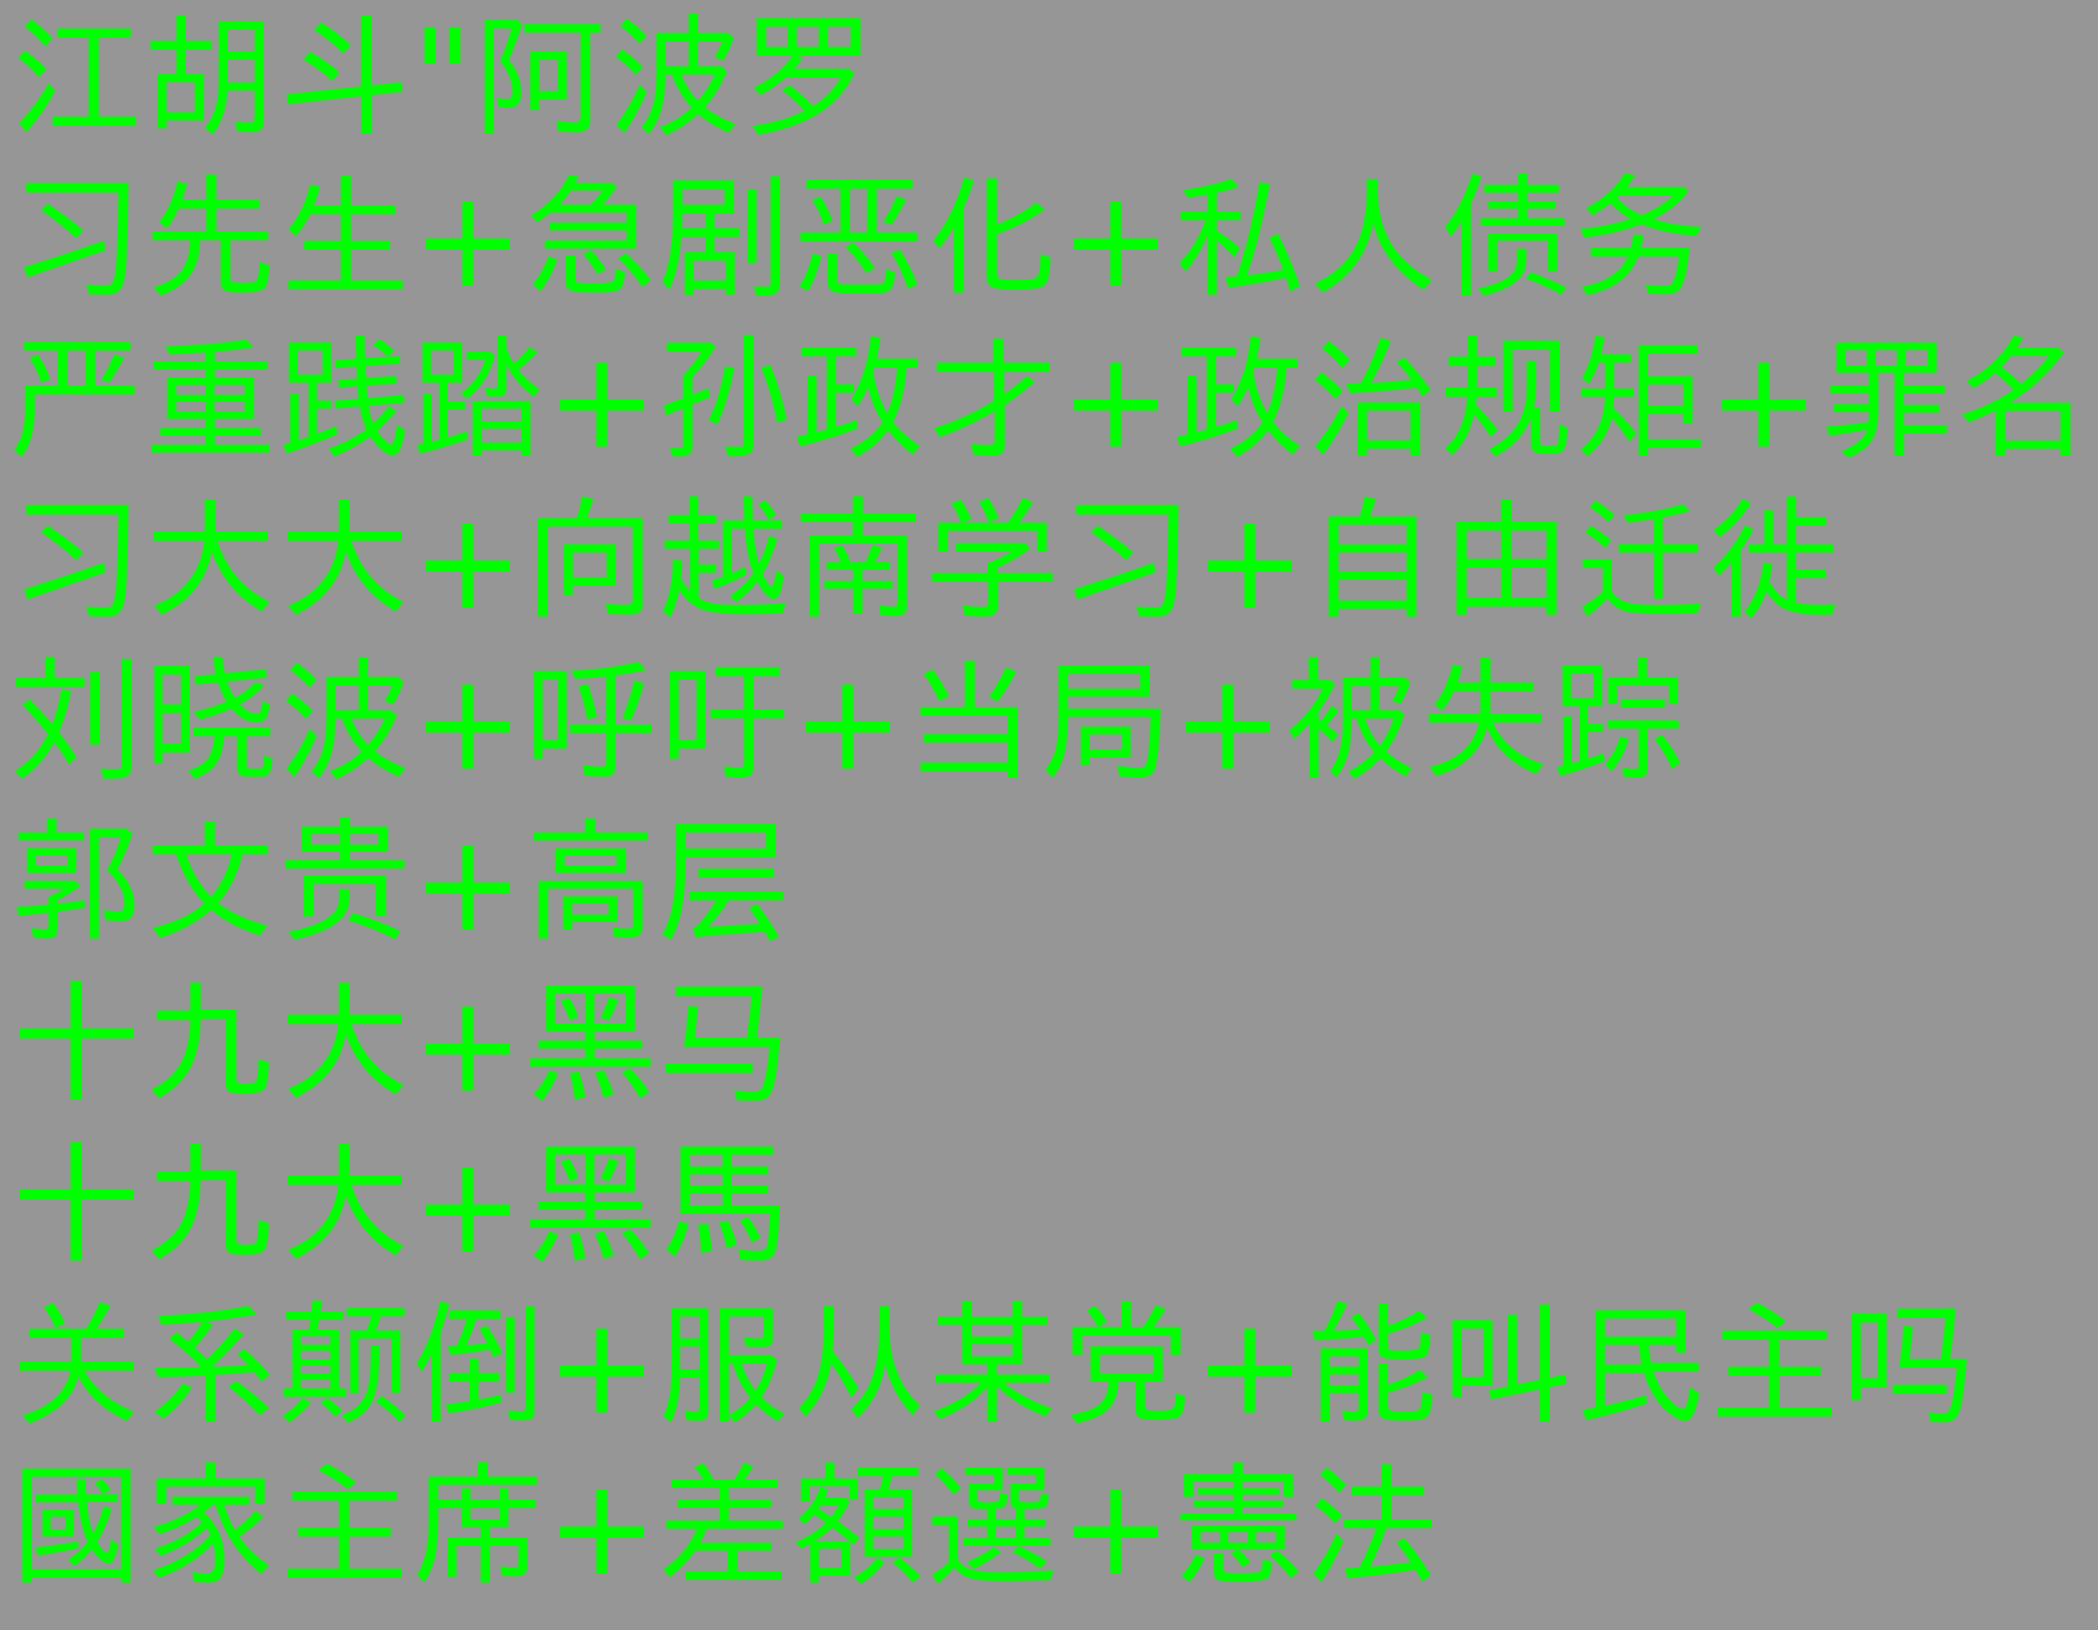 江胡斗"阿波罗
习先生+急剧恶化+私人债务
严重践踏+孙政才+政治规矩+罪名
习大大+向越南学习+自由迁徙
刘晓波+呼吁+当局+被失踪
郭文贵+高层
十九大+黑马
十九大+黑馬
关系颠倒+服从某党+能叫民主吗
國家主席+差額選+憲法